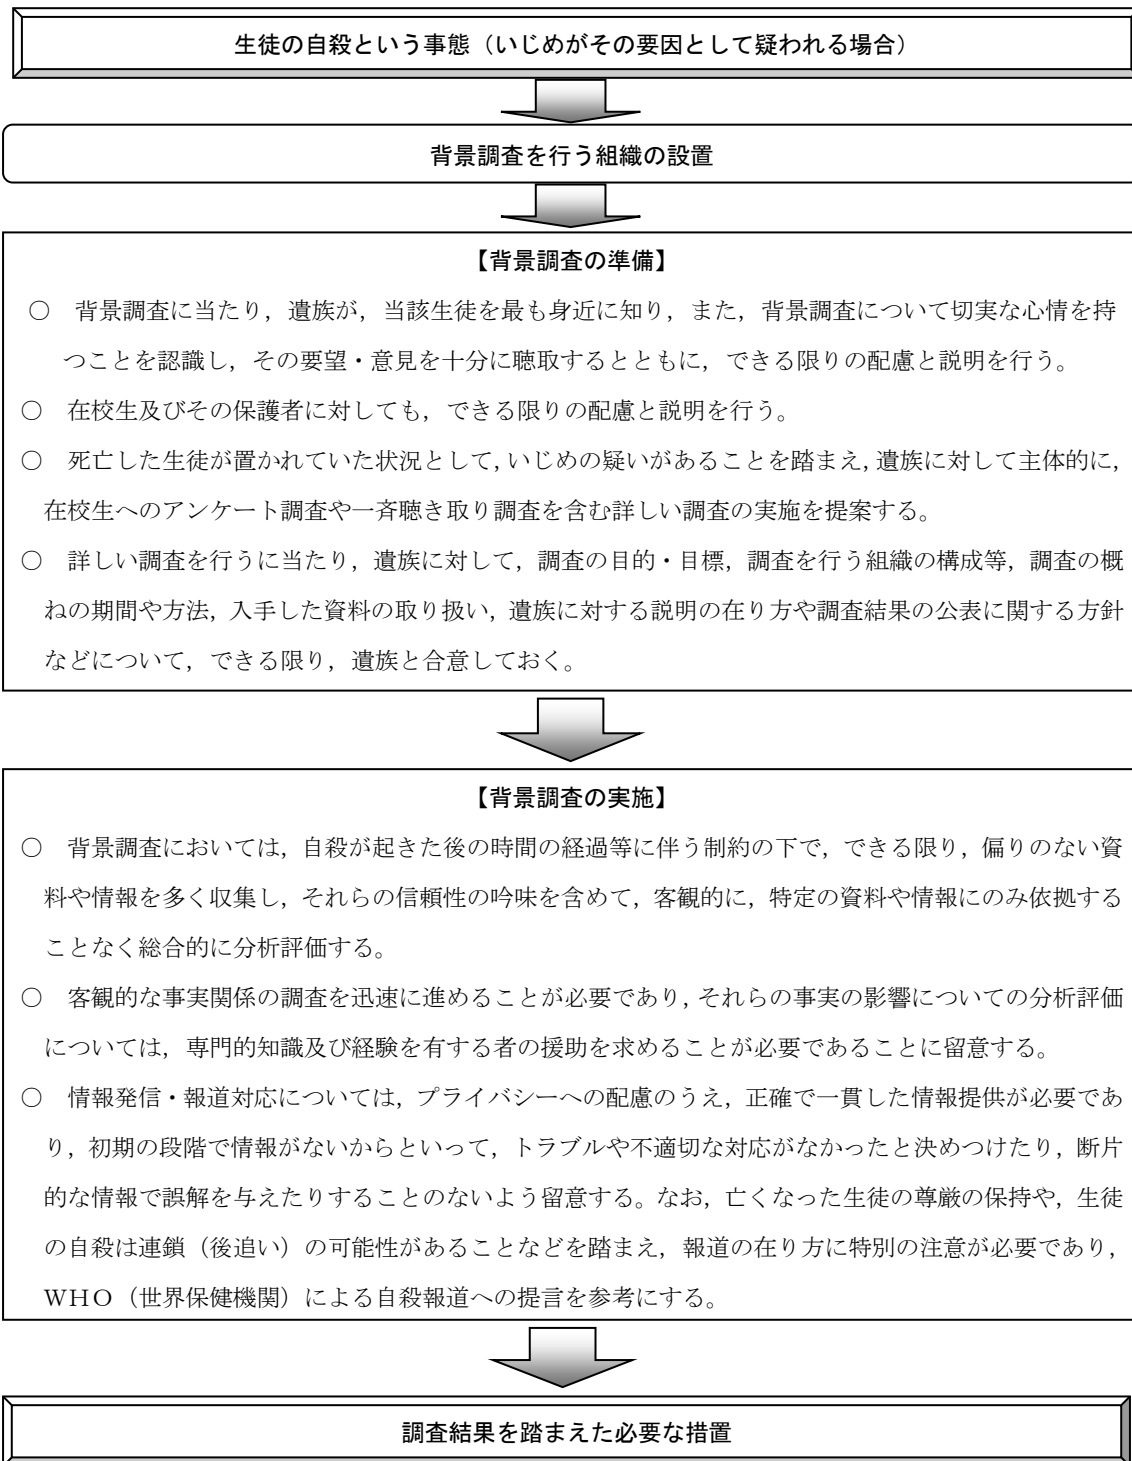 生徒の自殺という事態（いじめがその要因として疑われる場合）
背景調査を行う組織の設置
【背景調査の準備】
○　背景調査に当たり，遺族が，当該生徒を最も身近に知り，また，背景調査について切実な心情を持
つことを認識し，その要望・意見を十分に聴取するとともに，できる限りの配慮と説明を行う。
○　在校生及びその保護者に対しても，できる限りの配慮と説明を行う。
○　死亡した生徒が置かれていた状況として，いじめの疑いがあることを踏まえ，遺族に対して主体的に，
在校生へのアンケート調査や一斉聴き取り調査を含む詳しい調査の実施を提案する。
○　詳しい調査を行うに当たり，遺族に対して，調査の目的・目標，調査を行う組織の構成等，調査の概
ねの期間や方法，入手した資料の取り扱い，遺族に対する説明の在り方や調査結果の公表に関する方針
などについて，できる限り，遺族と合意しておく。
【背景調査の実施】
○　背景調査においては，自殺が起きた後の時間の経過等に伴う制約の下で，できる限り，偏りのない資
料や情報を多く収集し，それらの信頼性の吟味を含めて，客観的に，特定の資料や情報にのみ依拠する
ことなく総合的に分析評価する。
○　客観的な事実関係の調査を迅速に進めることが必要であり，それらの事実の影響についての分析評価
については，専門的知識及び経験を有する者の援助を求めることが必要であることに留意する。
○　情報発信・報道対応については，プライバシーへの配慮のうえ，正確で一貫した情報提供が必要であ
り，初期の段階で情報がないからといって，トラブルや不適切な対応がなかったと決めつけたり，断片
的な情報で誤解を与えたりすることのないよう留意する。なお，亡くなった生徒の尊厳の保持や，生徒
の自殺は連鎖（後追い）の可能性があることなどを踏まえ，報道の在り方に特別の注意が必要であり，
ＷＨＯ（世界保健機関）による自殺報道への提言を参考にする。
調査結果を踏まえた必要な措置